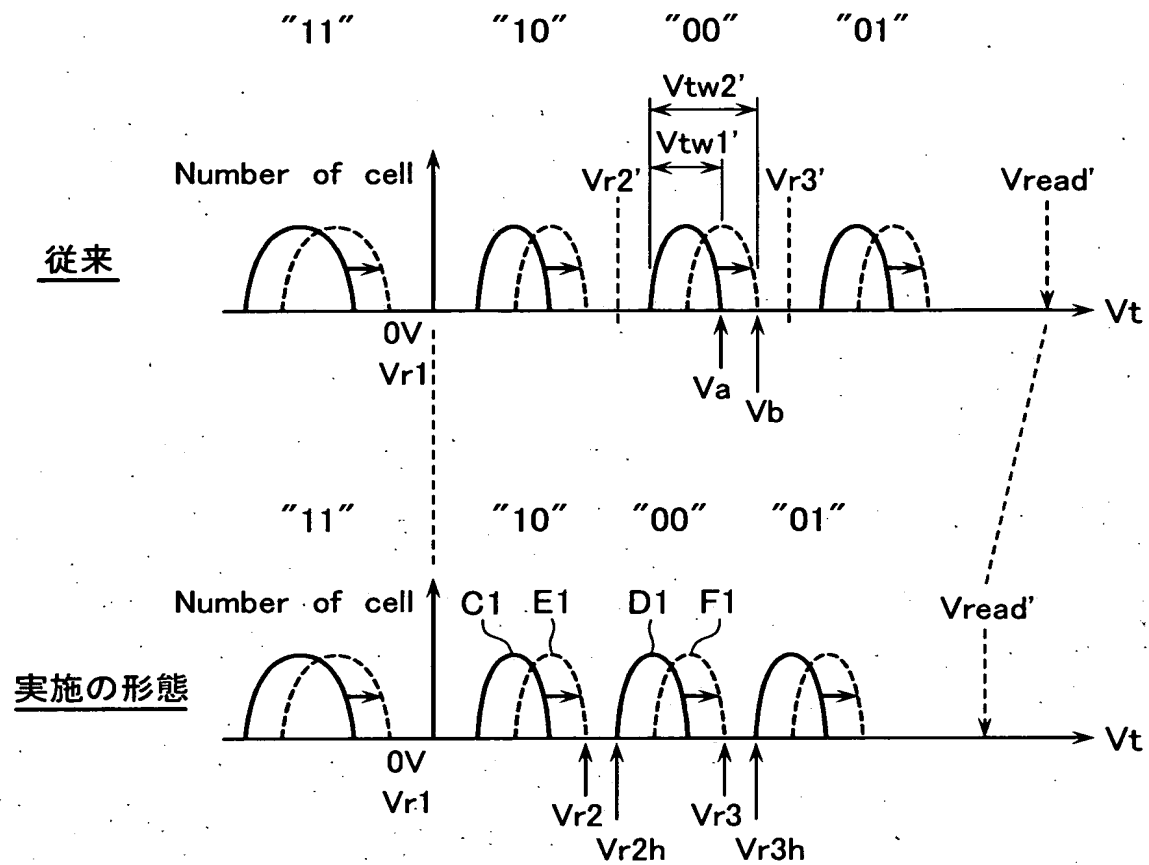 "11" "10" "00" "01"
Vtw2'
Vtw1'
Number of cell
Vr2' Vr3' Vread'
従来
Vt
0V
Vr1
Va
Vb
"11" "10" "00" "01"
Number of cell
C1 E1 D1 F1
Vread'
実施の形態
Vt
0V
Vr1
Vr2 Vr3
Vr2h Vr3h